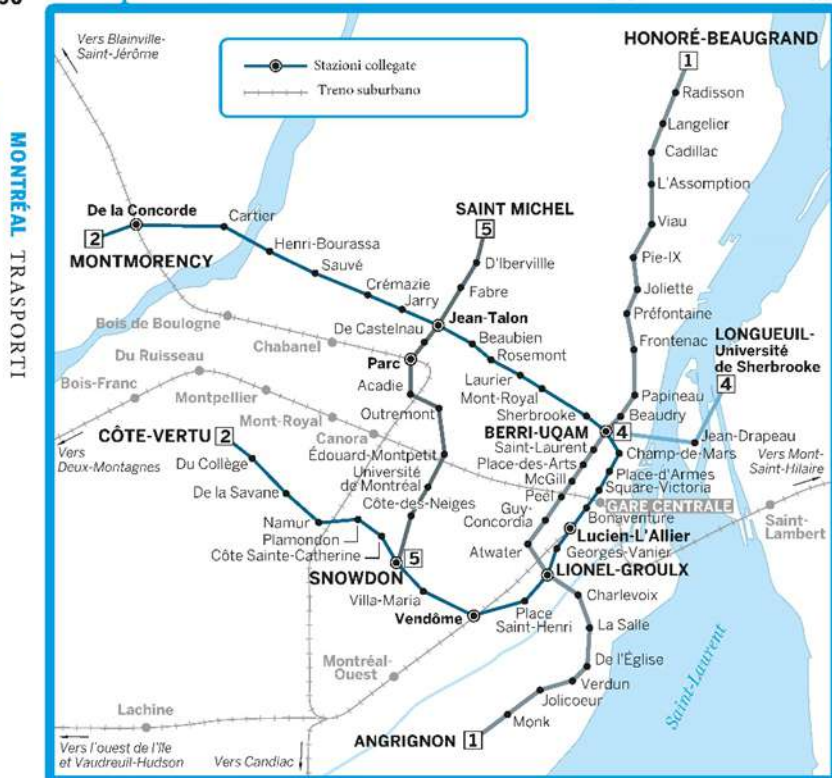 MONTRÉAL TRASPORTI
Vers Blainville-
Saint-Jérôme
Stazioni collegate
Treno suburbano
HONORÉ-BEAUGRAND
1
Radisson
Langelier
Cadillac
L'Assomption
Viau
Pie-IX
Joliette
Préfontaine
Frontenac
Papineau
Beaudry
De la Concorde
2
MONTMORENCY
Cartier
Henri-Bourassa
Sauvé
Crémazie
Jarry
SAINT MICHEL
5
D'Ibervillle
Fabre
Jean-Talon
De Castelnau
Parc
Acadie
Outremont
Beaubien
Rosemont
Laurier
Mont-Royal
Sherbrooke
BERRI-UQAM
4
LONGUEUIL-
Université
de Sherbrooke
4
Jean-Drapeau
Bois de Boulogne
Chabanel
Du Ruisseau
Bois-Franc
Montpellier
Mont-Royal
Canora
Vers
Deux-Montagnes
CÔTE-VERTU
2
Du Collège
De la Savane
Namur
Plamondon
Côte Sainte-Catherine
Édouard-Montpetit
Université
de Montréal
Côte-des-Neiges
SNOWDON
5
Saint-Laurent
Place-des-Arts
McGill
Peel
Guy-
Concordia
Atwater
Champ-de-Mars
Place-d'Armes
Square-Victoria
GARE CENTRALE
Bonaventure
Lucien-L'Allier
Georges-Vanier
LIONEL-GROULX
Vers Mont-
Saint-Hilaire
Saint-
Lambert
Villa-Maria
Vendôme
Place
Saint-Henri
Charlevoix
La Salle
De l'Église
Verdun
Jolicoeur
Monk
ANGRIGNON
1
Montréal-
Ouest
Lachine
Vers l'ouest de l'île
et Vaudreuil-Hudson
Vers Candiac
Saint-Laurent